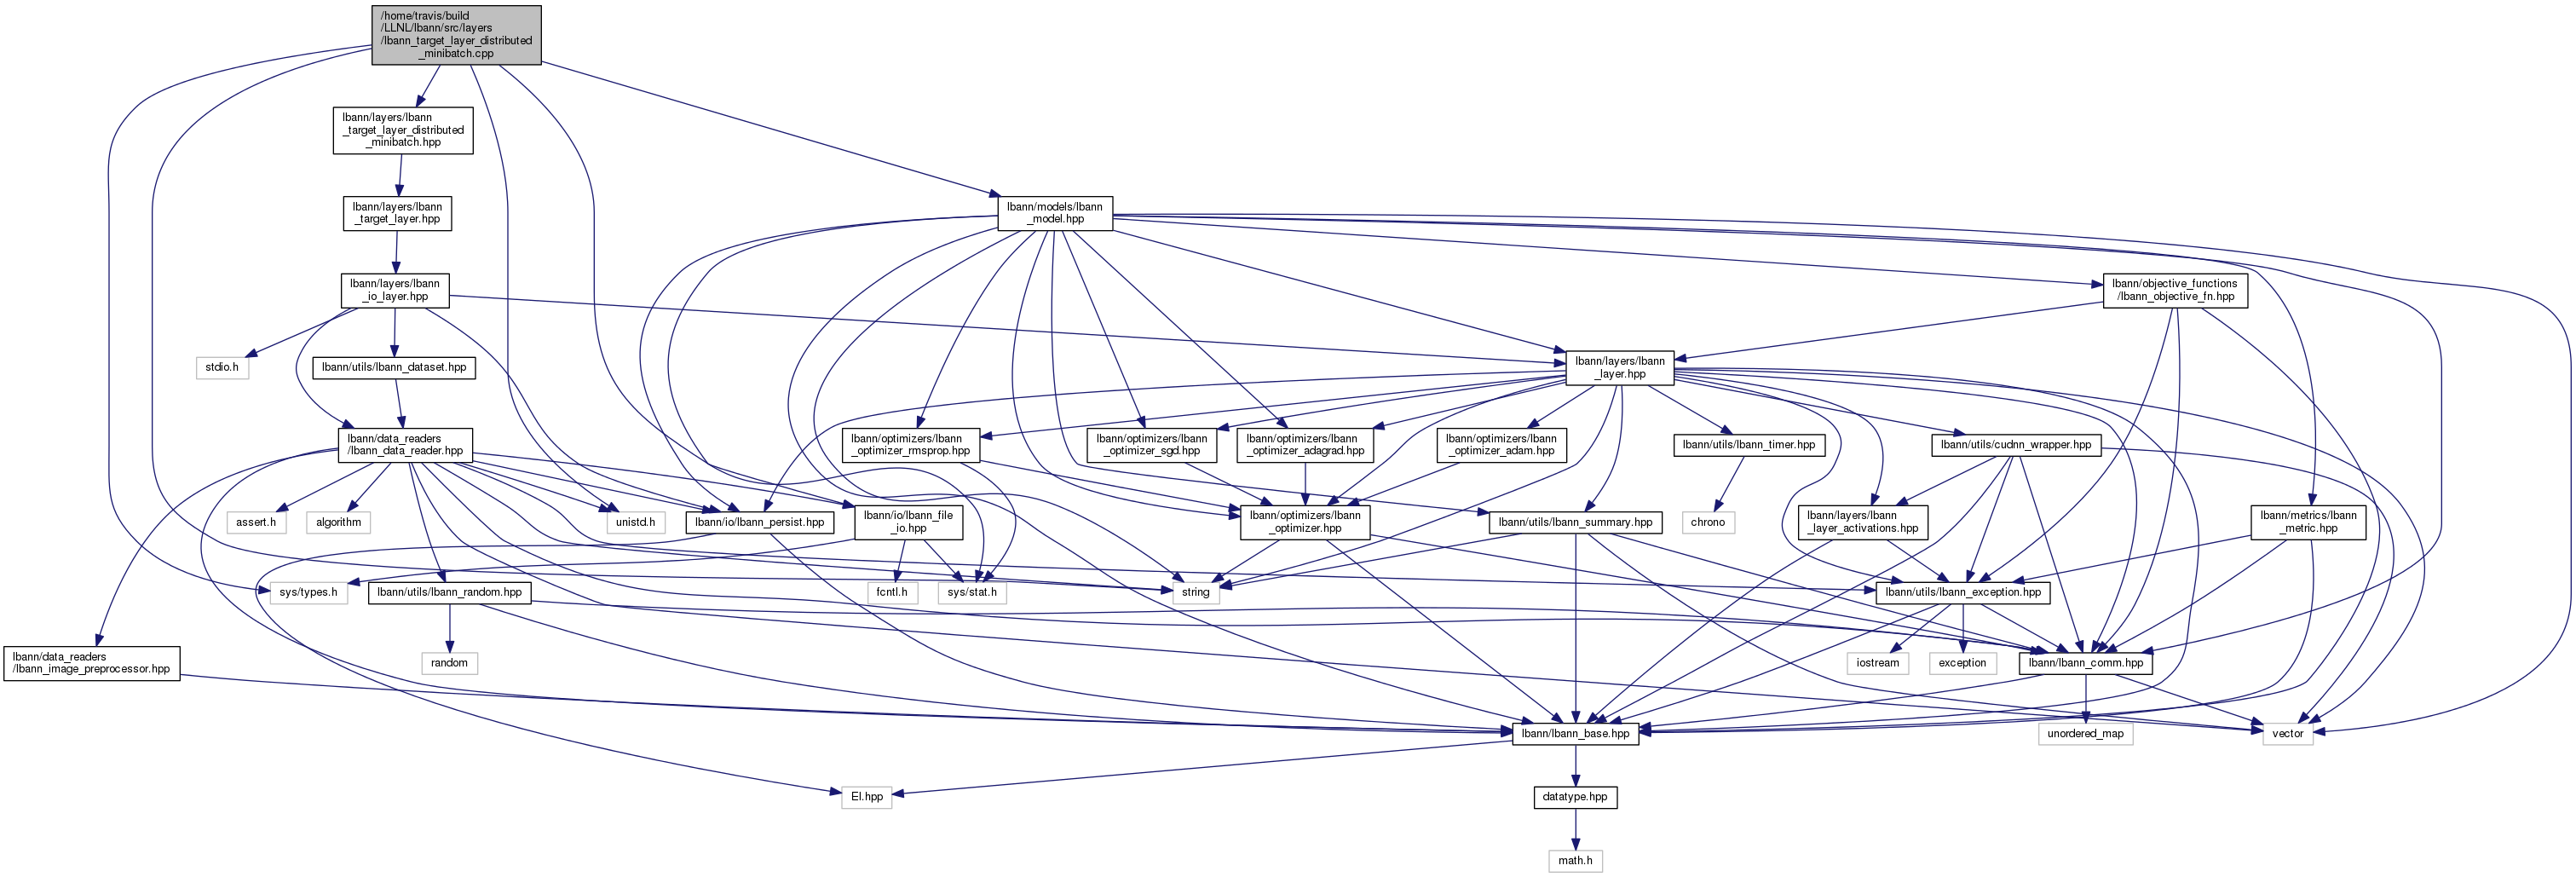 /home/travis/build
/LLNL/lbann/src/layers
/lbann_target_layer_distributed
_minibatch.cpp
lbann/layers/lbann
_target_layer_distributed
_minibatch.hpp
lbann/layers/lbann
_target_layer.hpp
lbann/models/lbann
_model.hpp
lbann/layers/lbann
_io_layer.hpp
lbann/objective_functions
/lbann_objective_fn.hpp
stdio.h
lbann/utils/lbann_dataset.hpp
lbann/layers/lbann
_layer.hpp
lbann/data_readers
/lbann_data_reader.hpp
lbann/optimizers/lbann
_optimizer_rmsprop.hpp
lbann/optimizers/lbann
_optimizer_sgd.hpp
lbann/optimizers/lbann
_optimizer_adagrad.hpp
lbann/optimizers/lbann
_optimizer_adam.hpp
lbann/utils/lbann_timer.hpp
lbann/utils/cudnn_wrapper.hpp
assert.h
algorithm
unistd.h
lbann/io/lbann_persist.hpp
lbann/io/lbann_file
_io.hpp
lbann/optimizers/lbann
_optimizer.hpp
lbann/utils/lbann_summary.hpp
chrono
lbann/layers/lbann
_layer_activations.hpp
lbann/metrics/lbann
_metric.hpp
sys/types.h
lbann/utils/lbann_random.hpp
fcntl.h
sys/stat.h
string
lbann/utils/lbann_exception.hpp
lbann/data_readers
/lbann_image_preprocessor.hpp
random
iostream
exception
lbann/lbann_comm.hpp
lbann/lbann_base.hpp
unordered_map
vector
El.hpp
datatype.hpp
math.h